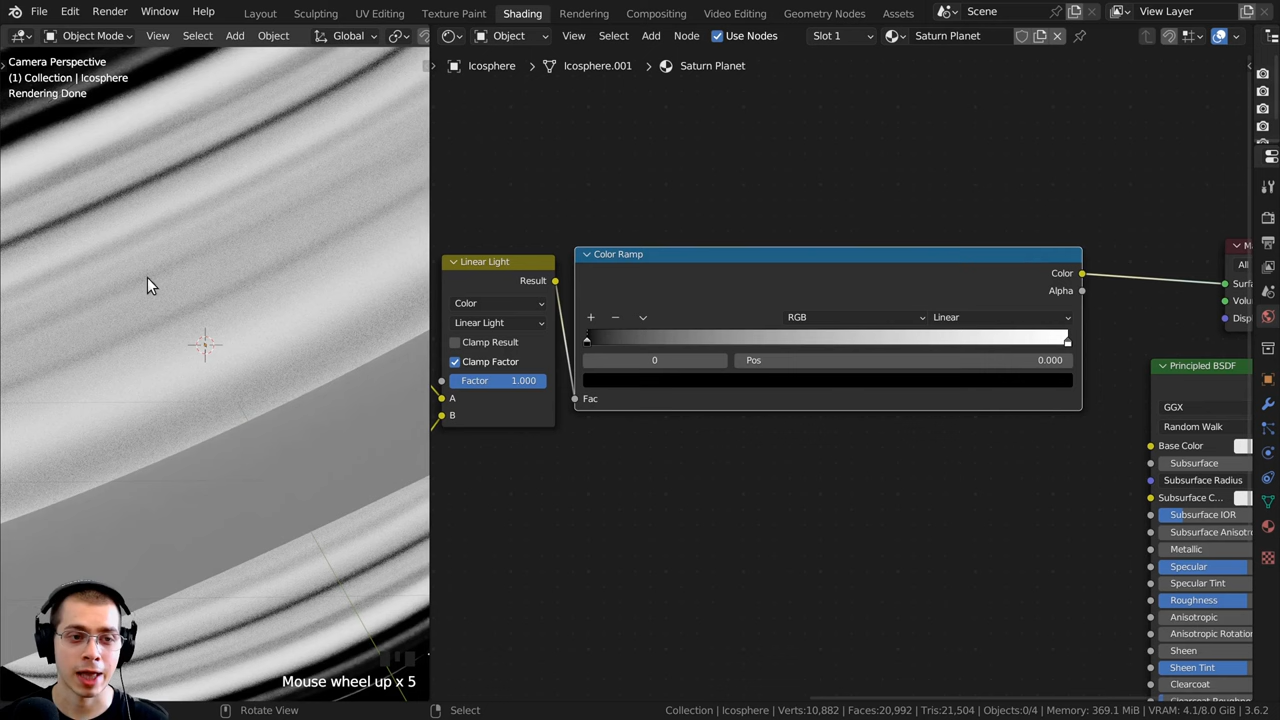 File Edit Render Window Help Layout Sculpting UV Editing Texture Paint Shading Rendering Compositing Video Editing Geometry Nodes Assets Scene View Layer
Object Mode View Select Add Object Global Object View Select Add Node Use Nodes Slot 1 Saturn Planet
Camera Perspective
(1) Collection | Icosphere
Rendering Done
Icosphere Icosphere.001 Saturn Planet
Linear Light
Result
Color
Linear Light
Clamp Result
Clamp Factor
Factor 1.000
A
B
Color Ramp
Color
Alpha
RGB Linear
0 Pos 0.000
Fac
All
Principled BSDF
GGX
Random Walk
Base Color
Subsurface
Subsurface Radius
Subsurface C...
Subsurface IOR
Subsurface Anisotr
Metallic
Specular
Specular Tint
Roughness
Anisotropic
Anisotropic Rotation
Sheen
Sheen Tint
Clearcoat
Mouse wheel up x 5
Rotate View Select Collection | Icosphere | Verts:10,882 | Faces:20,992 | Tris:21,504 | Objects:0/4 | Memory: 369.1 MiB | VRAM: 4.1/8.0 GiB | 3.6.2